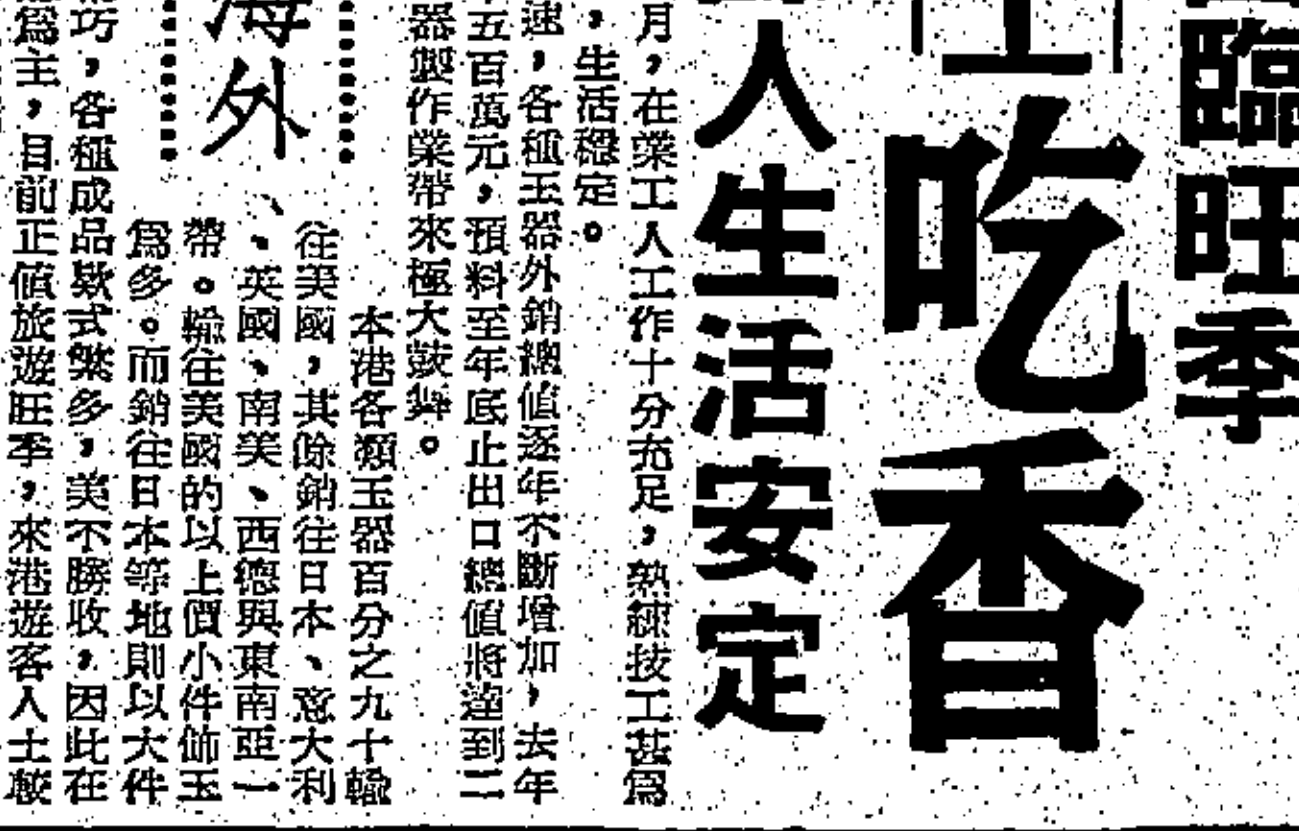 臨旺季
吃香
人生活安定
月，在業工人工作十分充足，熟練技工甚爲
，生活穩定。
速，各種玉器外銷總值逐年不斷增加，去年
五百萬元，預料至年底止出口總值將達到二
器製作業帶來極大鼓舞。
海外
本港各類玉器百分之九十輸
往美國，其餘銷往日本、意大利
、英國、南美、西德與東南亞一
帶。輸往美國的以上價小件飾玉
爲多。而銷往日本等地則以大件
巧，各種成品欵式繁多，美不勝收，因此在
爲主，目前正值旅遊旺季，來港遊客人士較